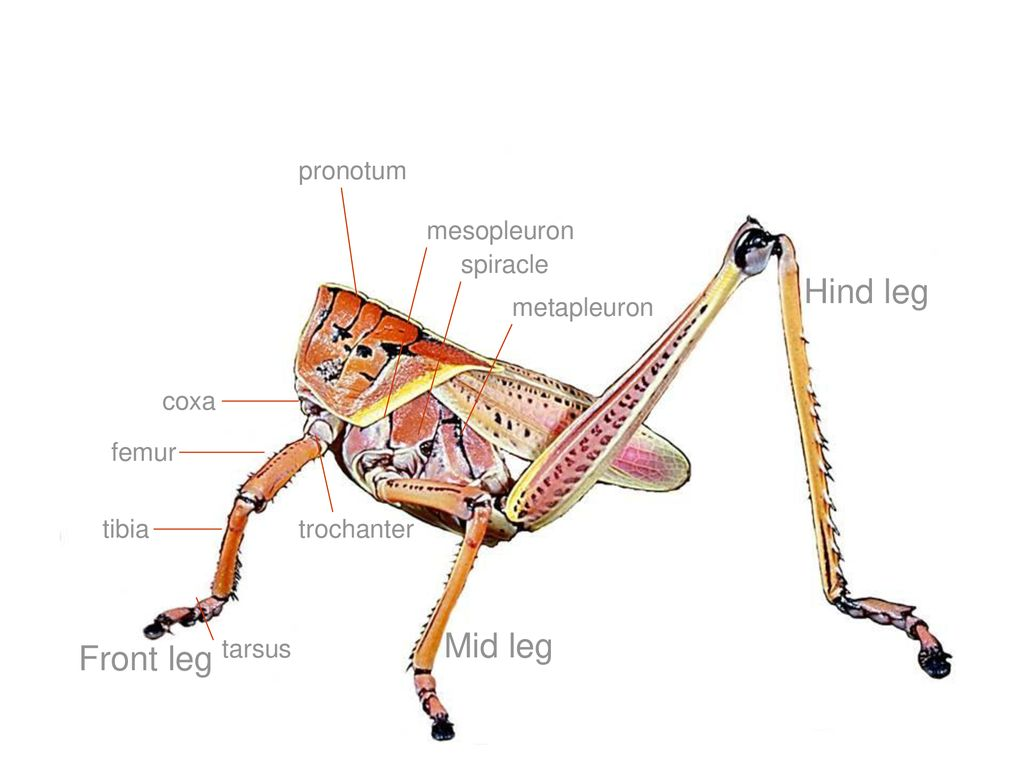 pronotum
mesopleuron
spiracle
metapleuron
Hind leg
coxa
femur
tibia
trochanter
tarsus
Front leg
Mid leg